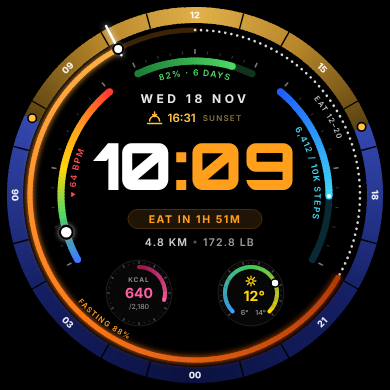 12
09
15
06
18
03
21
00
82% · 6 DAYS
EAT 12-20
WED 18 NOV
16:31 SUNSET
♥ 64 BPM
6,412 / 10K STEPS
10:09
EAT IN 1H 51M
4.8 KM • 172.8 LB
KCAL
640
/2,180
12°
6° 14°
FASTING 88%